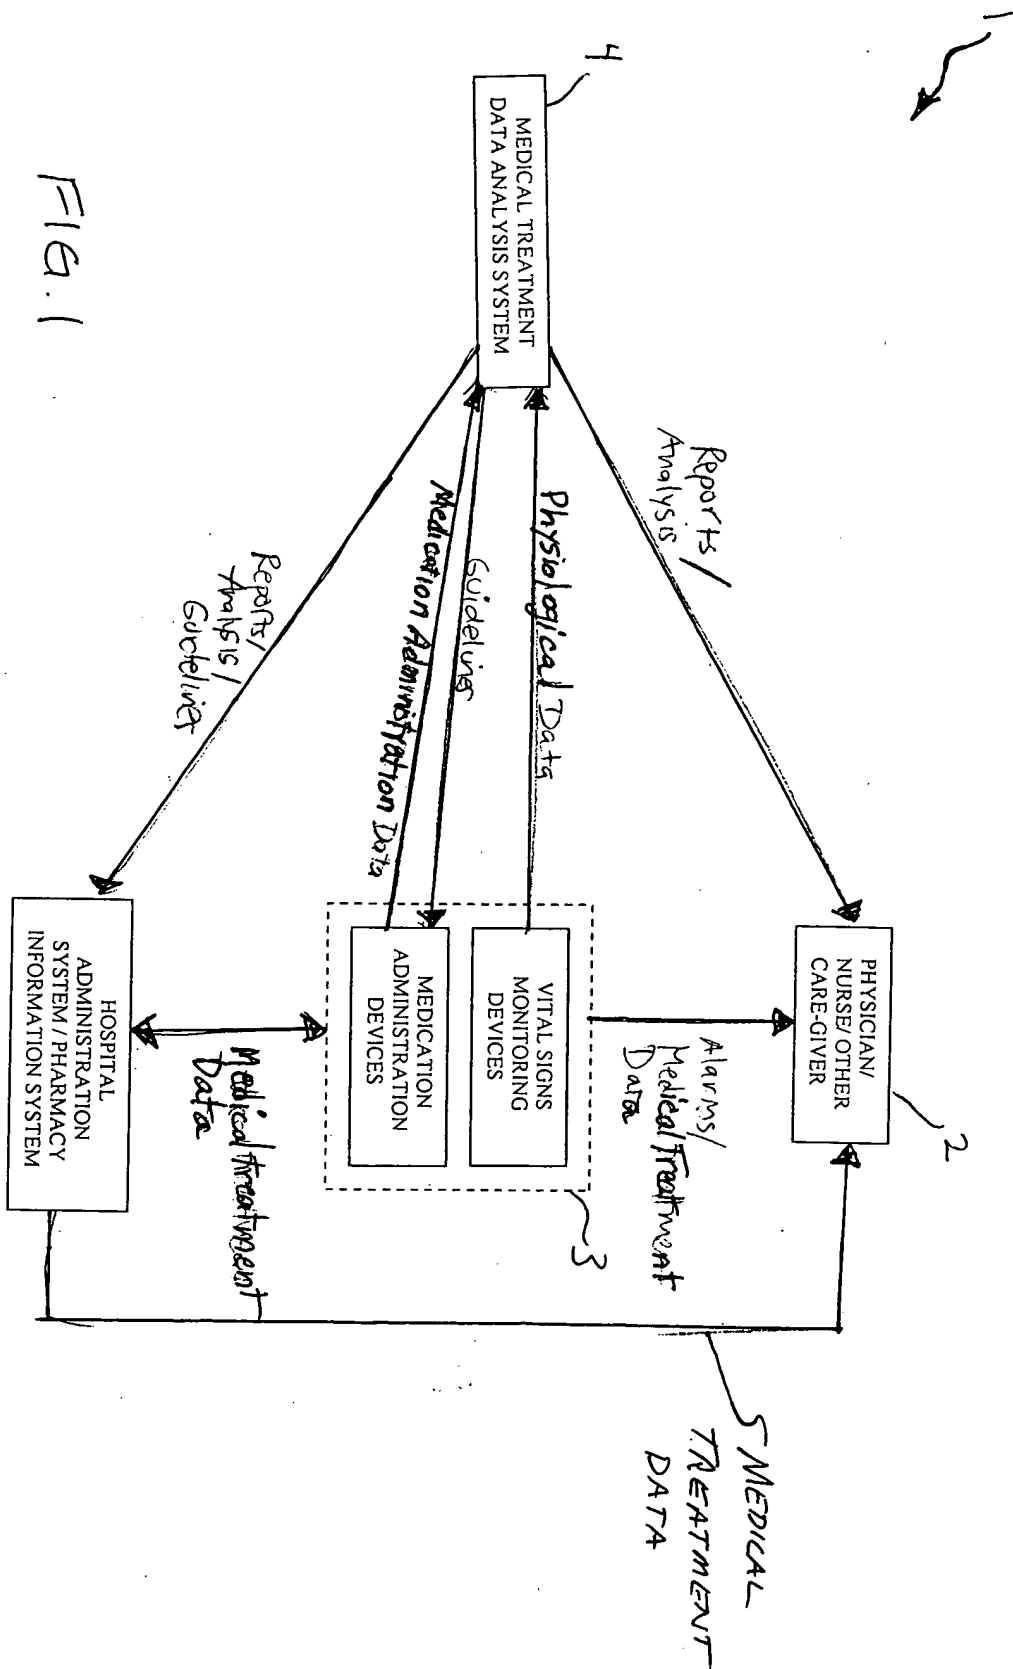 1
4
MEDICAL TREATMENT
DATA ANALYSIS SYSTEM
Reports /
Analysis
Physiological Data
Guidelines
Medication Administration Data
Reports/
Analysis /
Guidelines
PHYSICIAN/
NURSE/ OTHER
CARE-GIVER
2
Alarms/
Medical Treatment
Data
VITAL SIGNS
MONITORING
DEVICES
MEDICATION
ADMINISTRATION
DEVICES
3
Medical treatment
Data
HOSPITAL
ADMINISTRATION
SYSTEM / PHARMACY
INFORMATION SYSTEM
5 MEDICAL
TREATMENT
DATA
FIG. 1